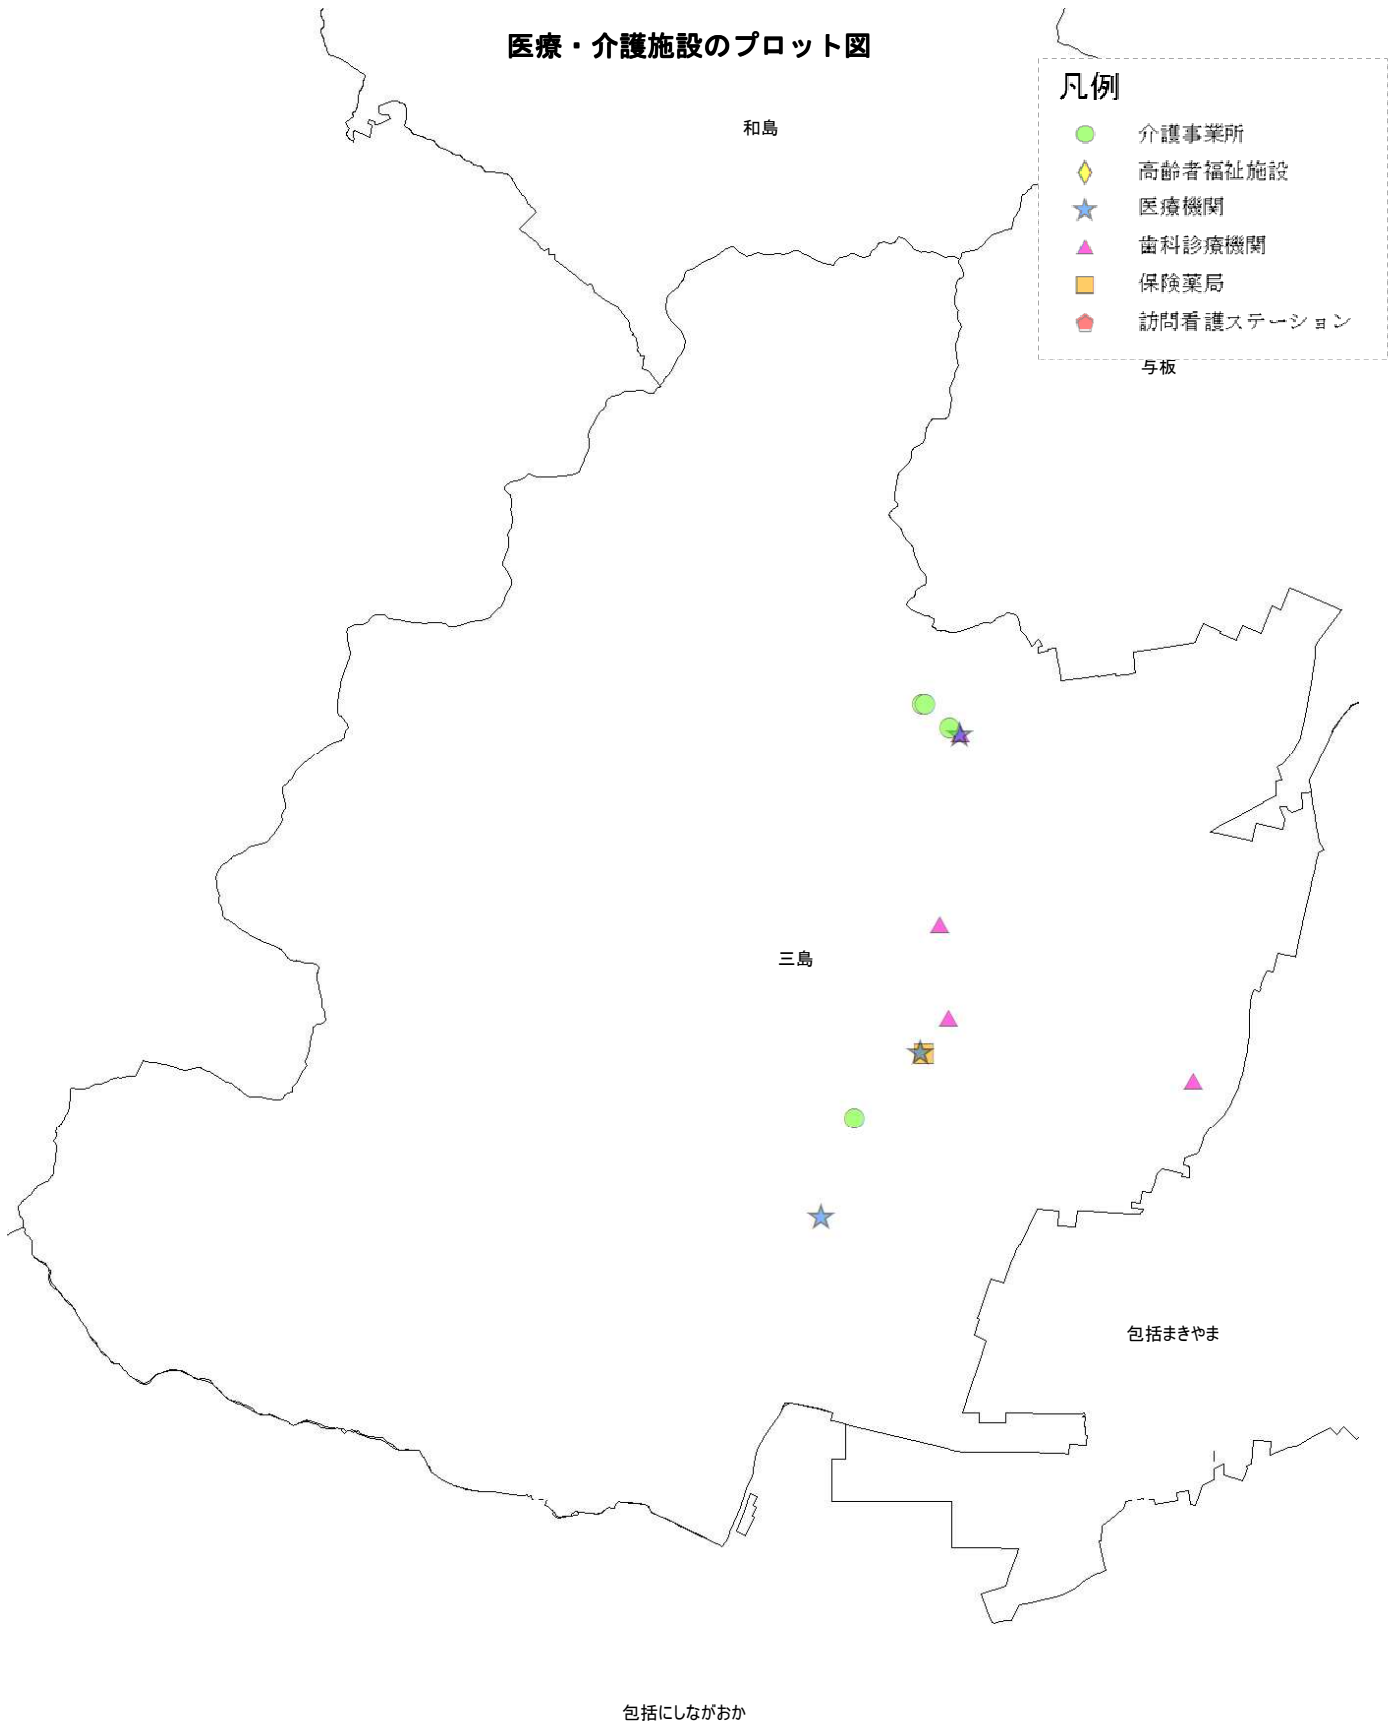 医療・介護施設のプロット図
和島
凡例
介護事業所
高齢者福祉施設
医療機関
歯科診療機関
保険薬局
訪問看護ステーション
与板
三島
包括まきやま
包括にしながおか